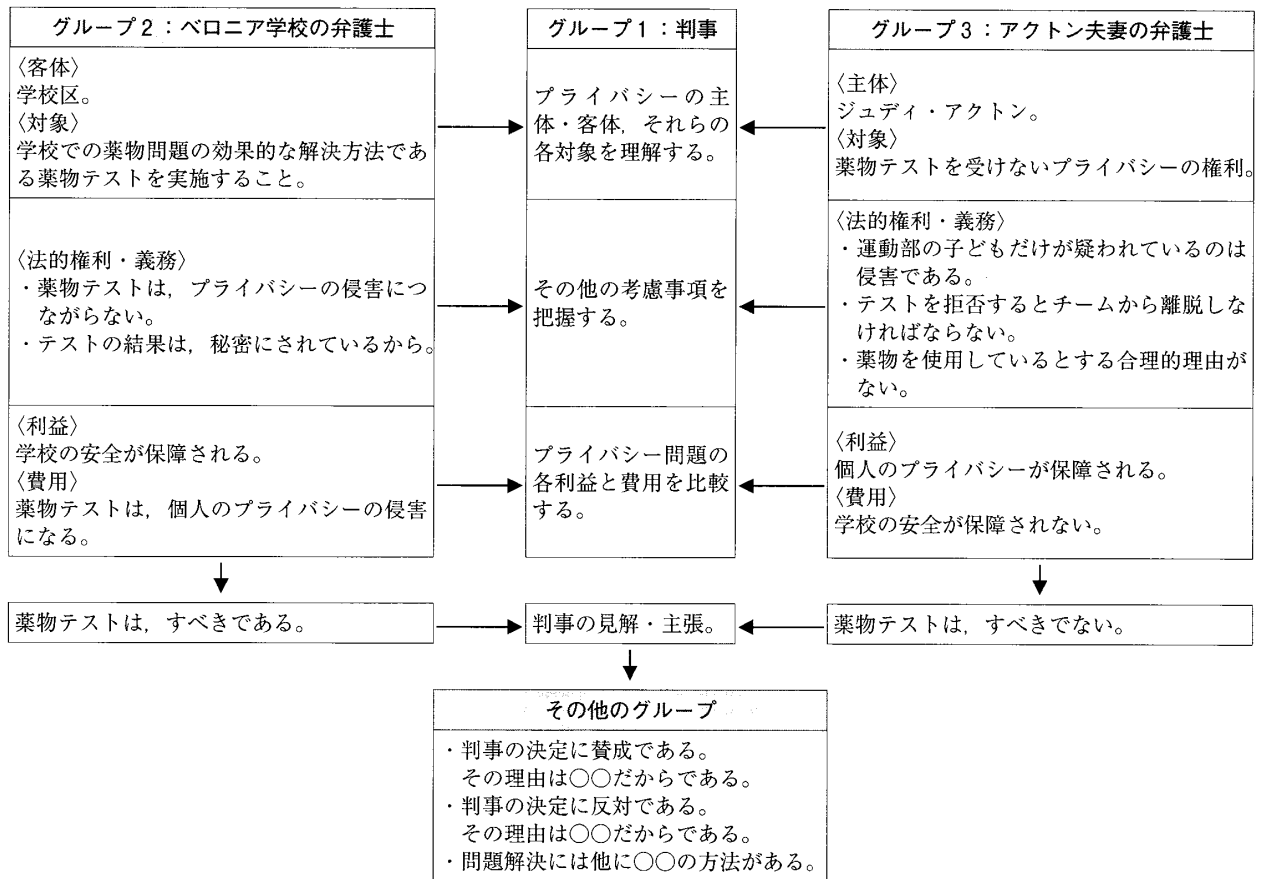 グループ2：ベロニア学校の弁護士
〈客体〉
学校区。
〈対象〉
学校での薬物問題の効果的な解決方法であ
る薬物テストを実施すること。
〈法的権利・義務〉
・薬物テストは，プライバシーの侵害につ
ながらない。
・テストの結果は，秘密にされているから。
〈利益〉
学校の安全が保障される。
〈費用〉
薬物テストは，個人のプライバシーの侵害
になる。
薬物テストは，すべきである。
グループ1：判事
プライバシーの主
体・客体，それらの
各対象を理解する。
その他の考慮事項を
把握する。
プライバシー問題の
各利益と費用を比較
する。
判事の見解・主張。
グループ3：アクトン夫妻の弁護士
〈主体〉
ジュディ・アクトン。
〈対象〉
薬物テストを受けないプライバシーの権利。
〈法的権利・義務〉
・運動部の子どもだけが疑われているのは
侵害である。
・テストを拒否するとチームから離脱しな
ければならない。
・薬物を使用しているとする合理的理由が
ない。
〈利益〉
個人のプライバシーが保障される。
〈費用〉
学校の安全が保障されない。
薬物テストは，すべきでない。
その他のグループ
・判事の決定に賛成である。
その理由は○○だからである。
・判事の決定に反対である。
その理由は○○だからである。
・問題解決には他に○○の方法がある。